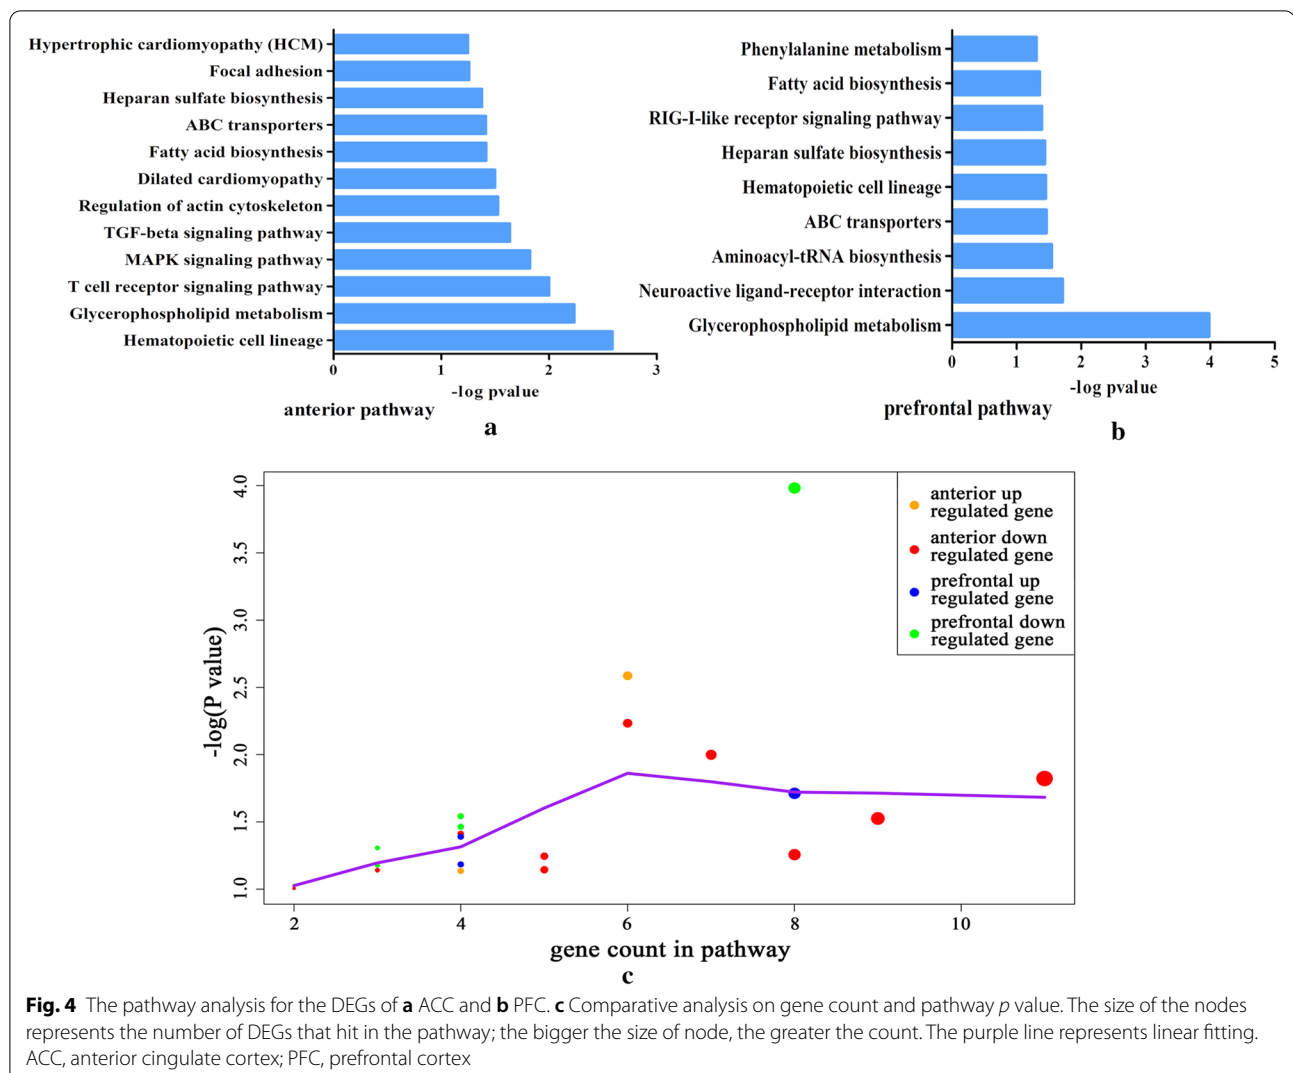 Hypertrophic cardiomyopathy (HCM)
Focal adhesion
Heparan sulfate biosynthesis
ABC transporters
Fatty acid biosynthesis
Dilated cardiomyopathy
Regulation of actin cytoskeleton
TGF-beta signaling pathway
MAPK signaling pathway
T cell receptor signaling pathway
Glycerophospholipid metabolism
Hematopoietic cell lineage
0 1 2 3
-log pvalue
anterior pathway
a
Phenylalanine metabolism
Fatty acid biosynthesis
RIG-I-like receptor signaling pathway
Heparan sulfate biosynthesis
Hematopoietic cell lineage
ABC transporters
Aminoacyl-tRNA biosynthesis
Neuroactive ligand-receptor interaction
Glycerophospholipid metabolism
0 1 2 3 4 5
-log pvalue
prefrontal pathway
b
4.0
3.5
3.0
2.5
2.0
1.5
1.0
-log(P value)
anterior up
regulated gene
anterior down
regulated gene
prefrontal up
regulated gene
prefrontal down
regulated gene
2 4 6 8 10
gene count in pathway
c
Fig. 4 The pathway analysis for the DEGs of a ACC and b PFC. c Comparative analysis on gene count and pathway p value. The size of the nodes
represents the number of DEGs that hit in the pathway; the bigger the size of node, the greater the count. The purple line represents linear fitting.
ACC, anterior cingulate cortex; PFC, prefrontal cortex